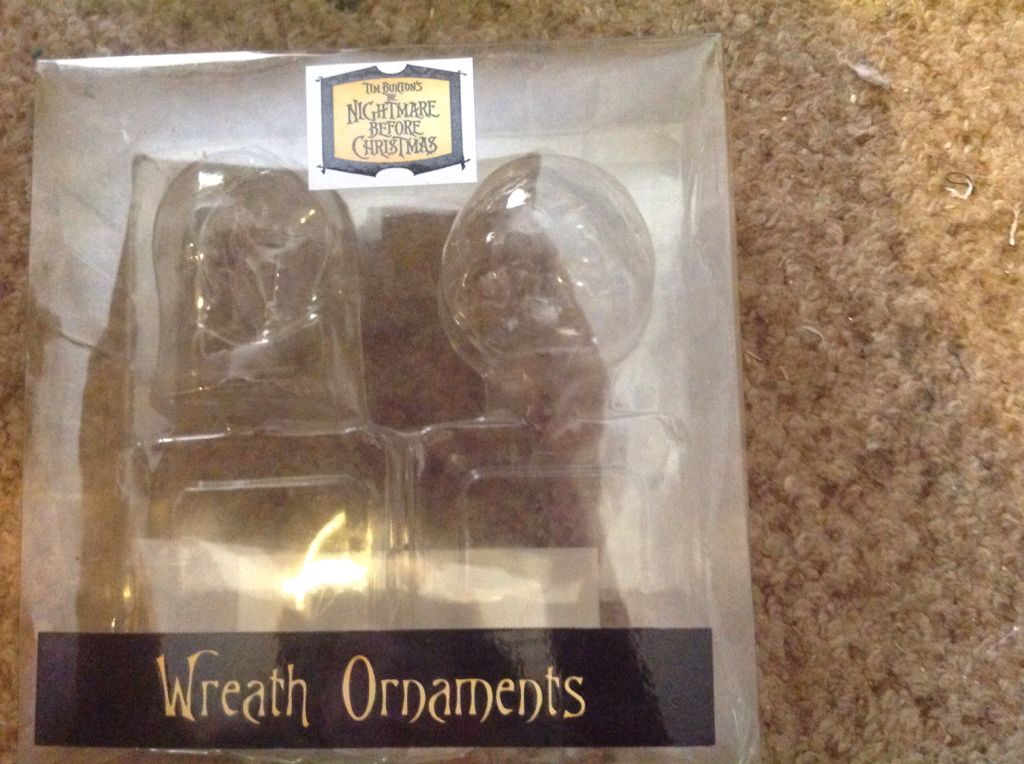 TIM BURTON'S
THE
NIGHTMARE
BEFORE
CHRISTMAS
Wreath Ornaments